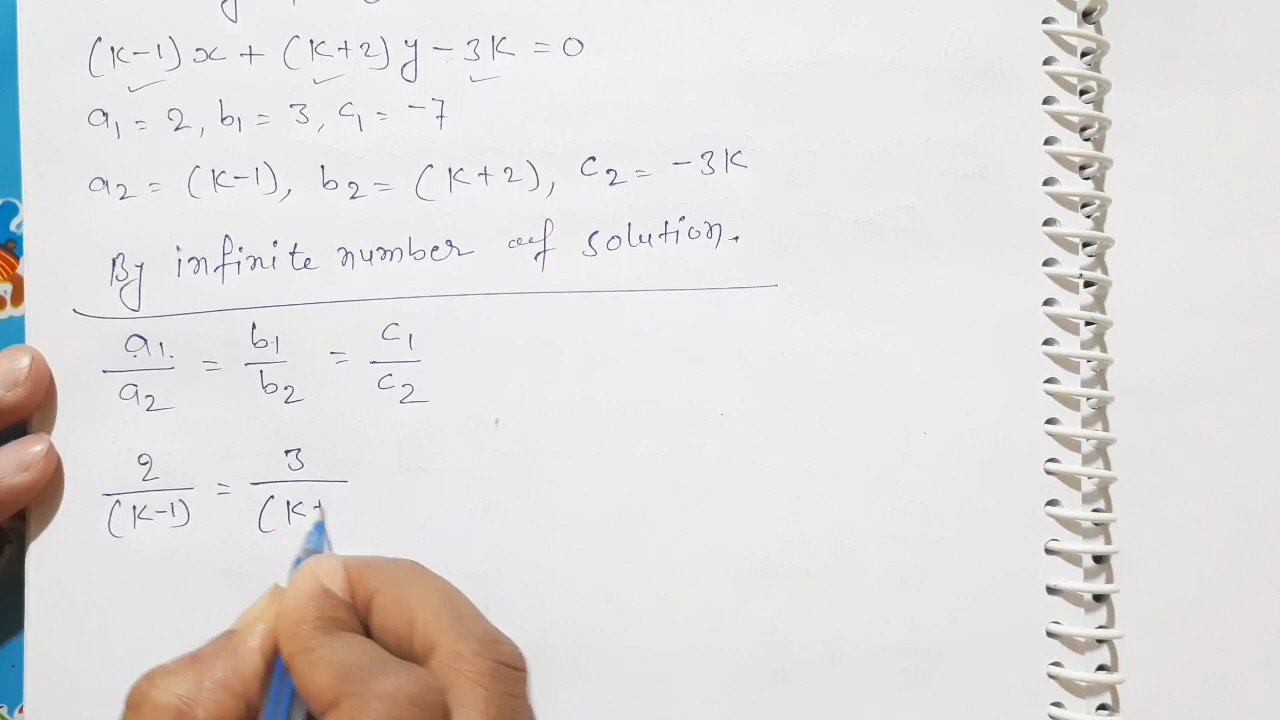 (K-1)x + (K+2)y - 3K = 0
a1 = 2, b1 = 3, c1 = -7
a2 = (K-1), b2 = (K+2), c2 = -3K
By infinite number of solution.
a1/a2 = b1/b2 = c1/c2
2/(K-1) = 3/(K+